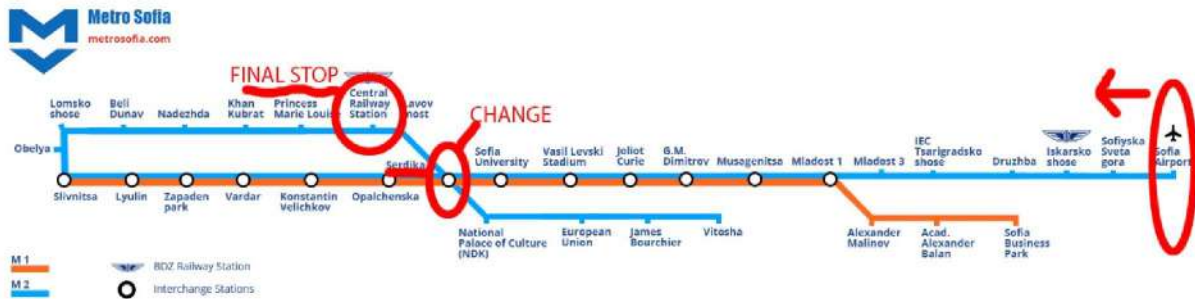 Metro Sofia
metrosofia.com
FINAL STOP
CHANGE
Lomsko
shose
Beli
Dunav
Nadezhda
Khan
Kubrat
Princess
Marie Louise
Central
Railway
Station
Lavov
most
Obelya
Serdika
Sofia
University
Vasil Levski
Stadium
Joliot
Curie
G.M.
Dimitrov
Musagenitsa
Mladost 1
Mladost 3
IEC
Tsarigradsko
shose
Druzhba
Iskarsko
shose
Sofiyska
Sveta
gora
Sofia
Airport
Slivnitsa
Lyulin
Zapaden
park
Vardar
Konstantin
Velichkov
Opalchenska
National
Palace of Culture
(NDK)
European
Union
James
Bourchier
Vitosha
Alexander
Malinov
Acad.
Alexander
Balan
Sofia
Business
Park
M 1
M 2
BDZ Railway Station
Interchange Stations